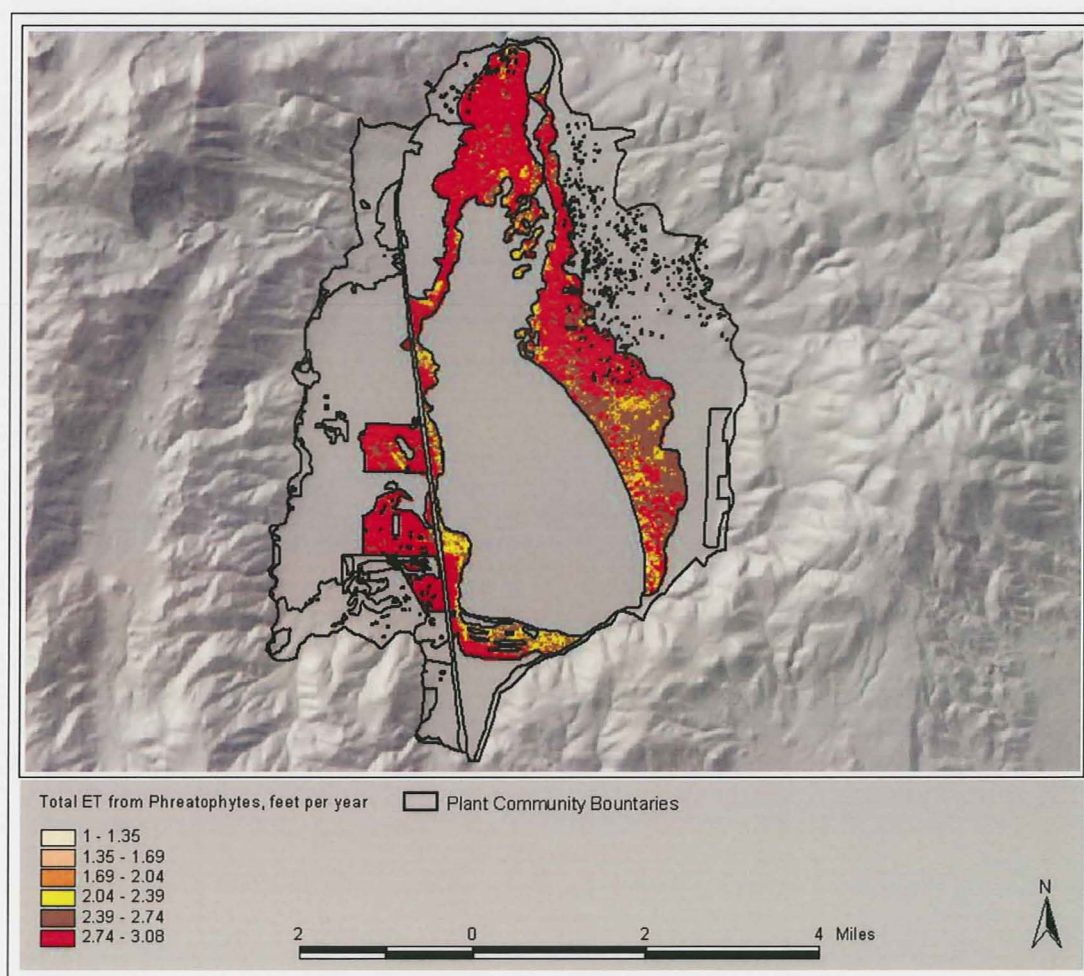 Total ET from Phreatophytes, feet per year
Plant Community Boundaries
1 - 1.35
1.35 - 1.69
1.69 - 2.04
2.04 - 2.39
2.39 - 2.74
2.74 - 3.08
2 0 2 4 Miles
N